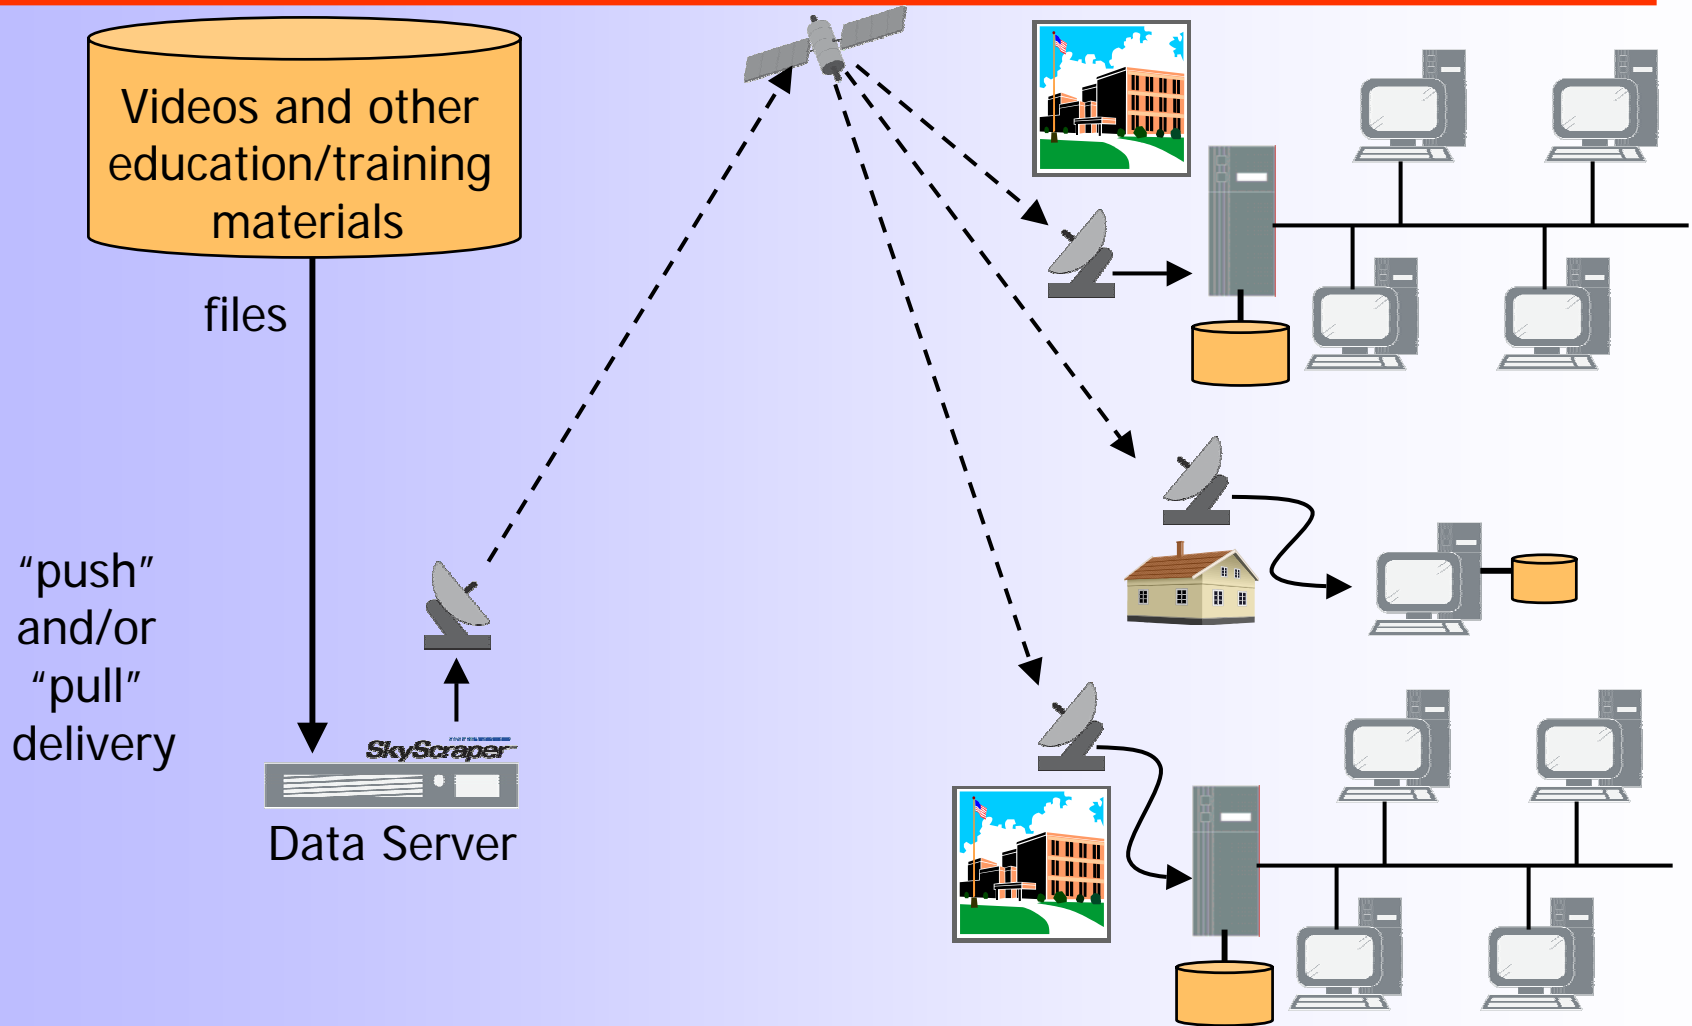 Videos and other
education/training
materials
files
“push”
and/or
“pull”
delivery
SkyScraper
Data Server